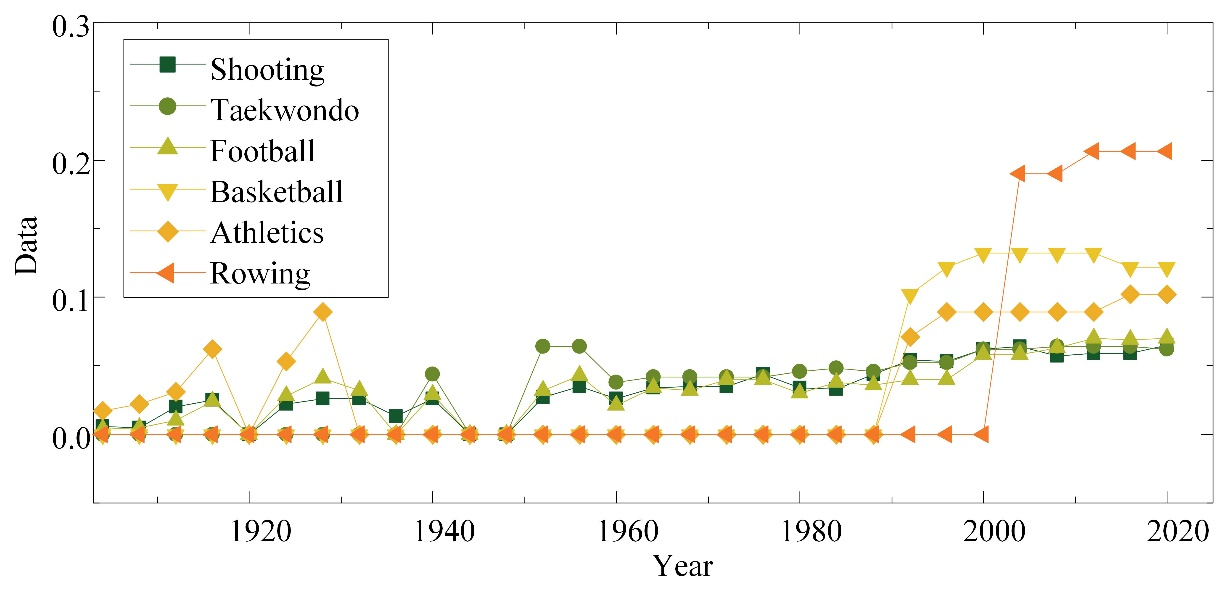 0.3
0.2
0.1
0.0
Data
Shooting
Taekwondo
Football
Basketball
Athletics
Rowing
1920 1940 1960 1980 2000 2020
Year